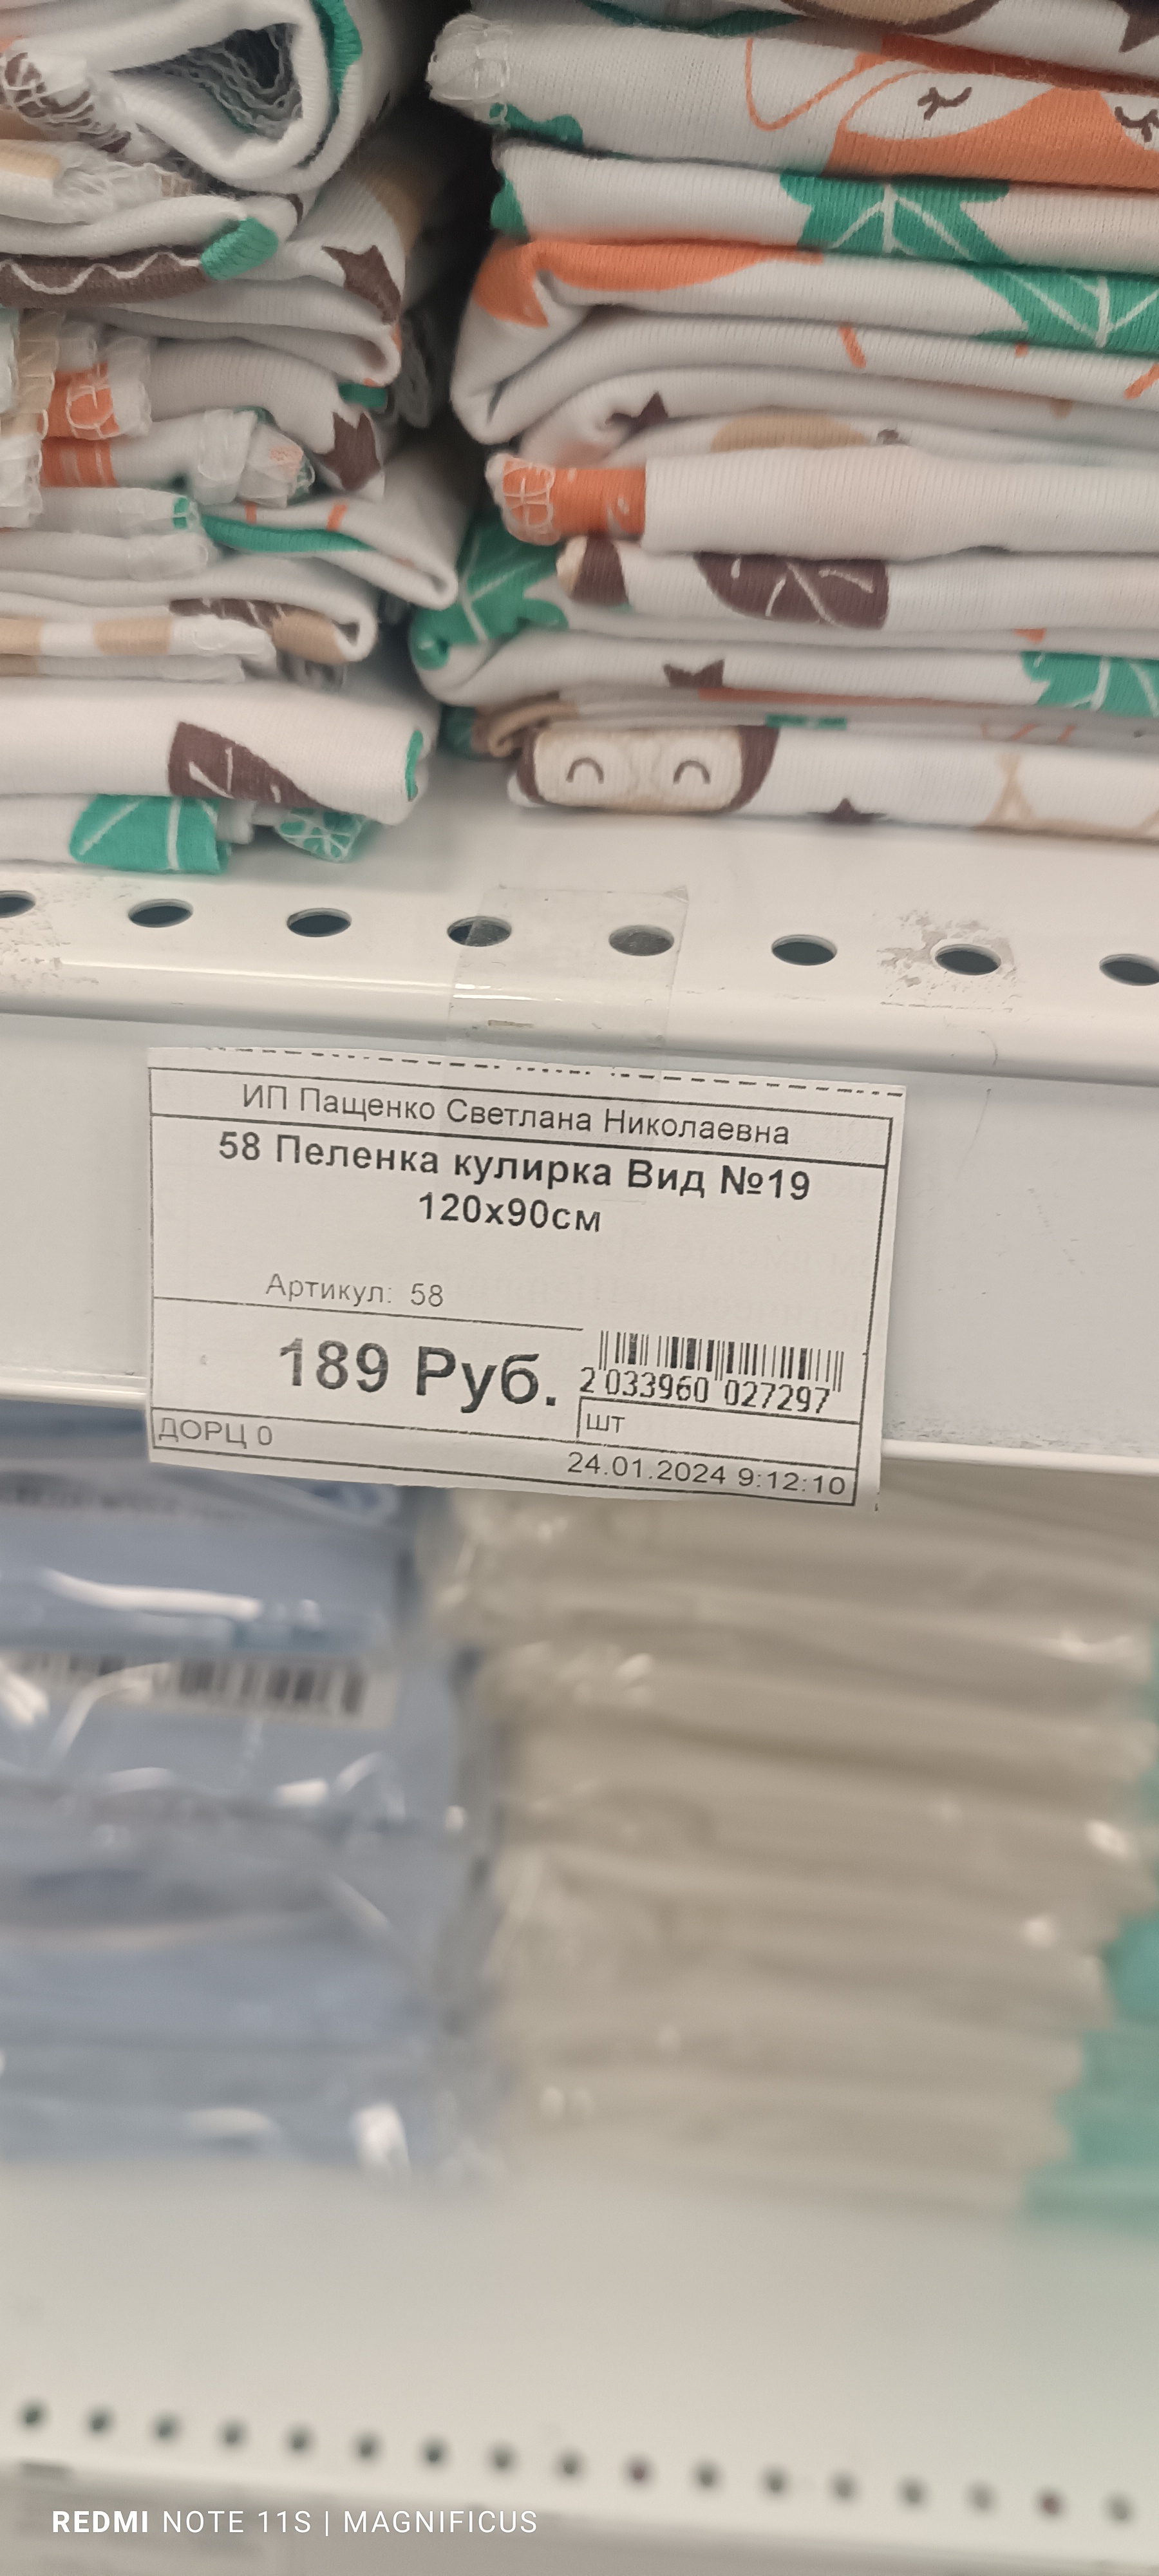 ИП Пащенко Светлана Николаевна
58 Пеленка кулирка Вид №19
120х90см
Артикул: 58
189 Руб.
2 033960 027297
шт
ДОРЦ 0
24.01.2024 9:12:10
REDMI NOTE 11S | MAGNIFICUS